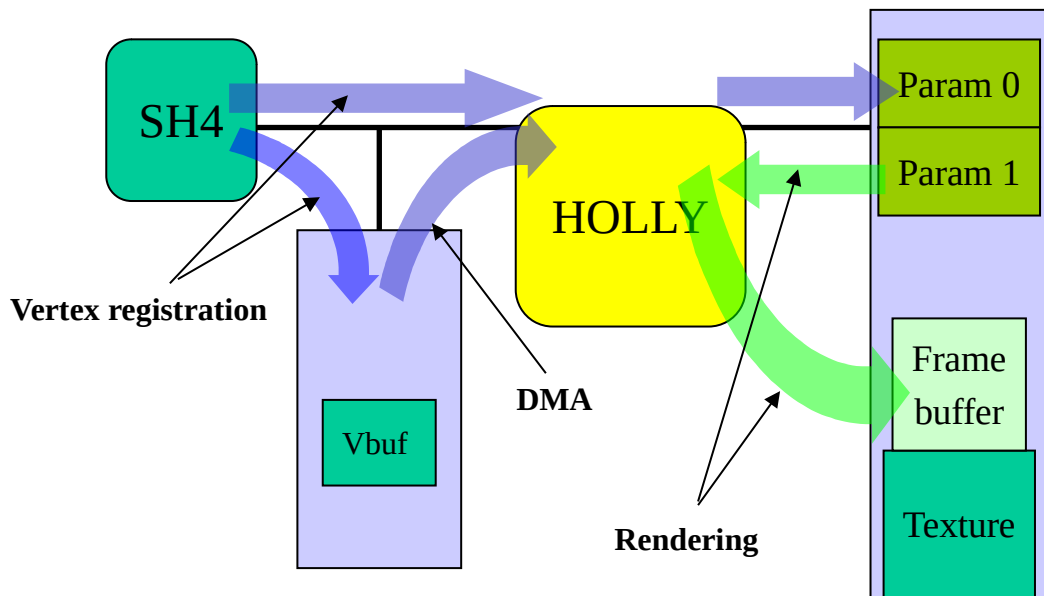 SH4
Param 0
Param 1
HOLLY
Vertex registration
DMA
Frame
buffer
Vbuf
Texture
Rendering